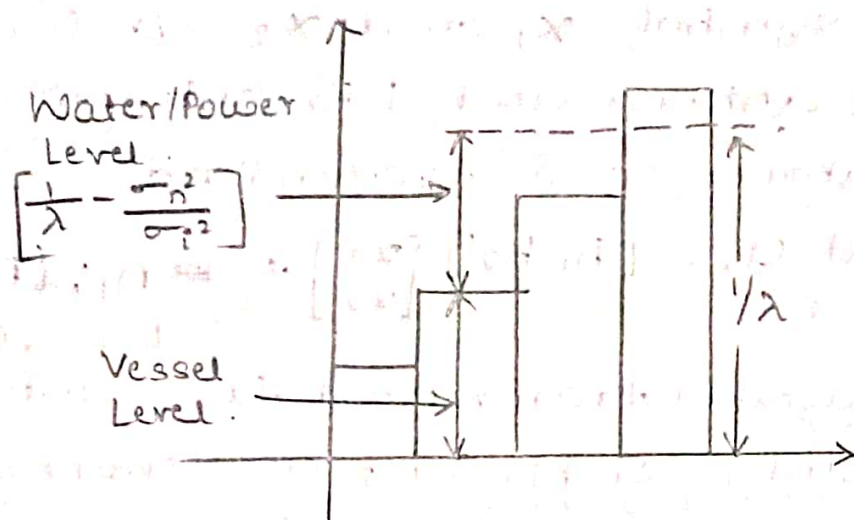 Water/Power
Level.
[1/λ - σn²/σi²]
Vessel
Level.
1/λ